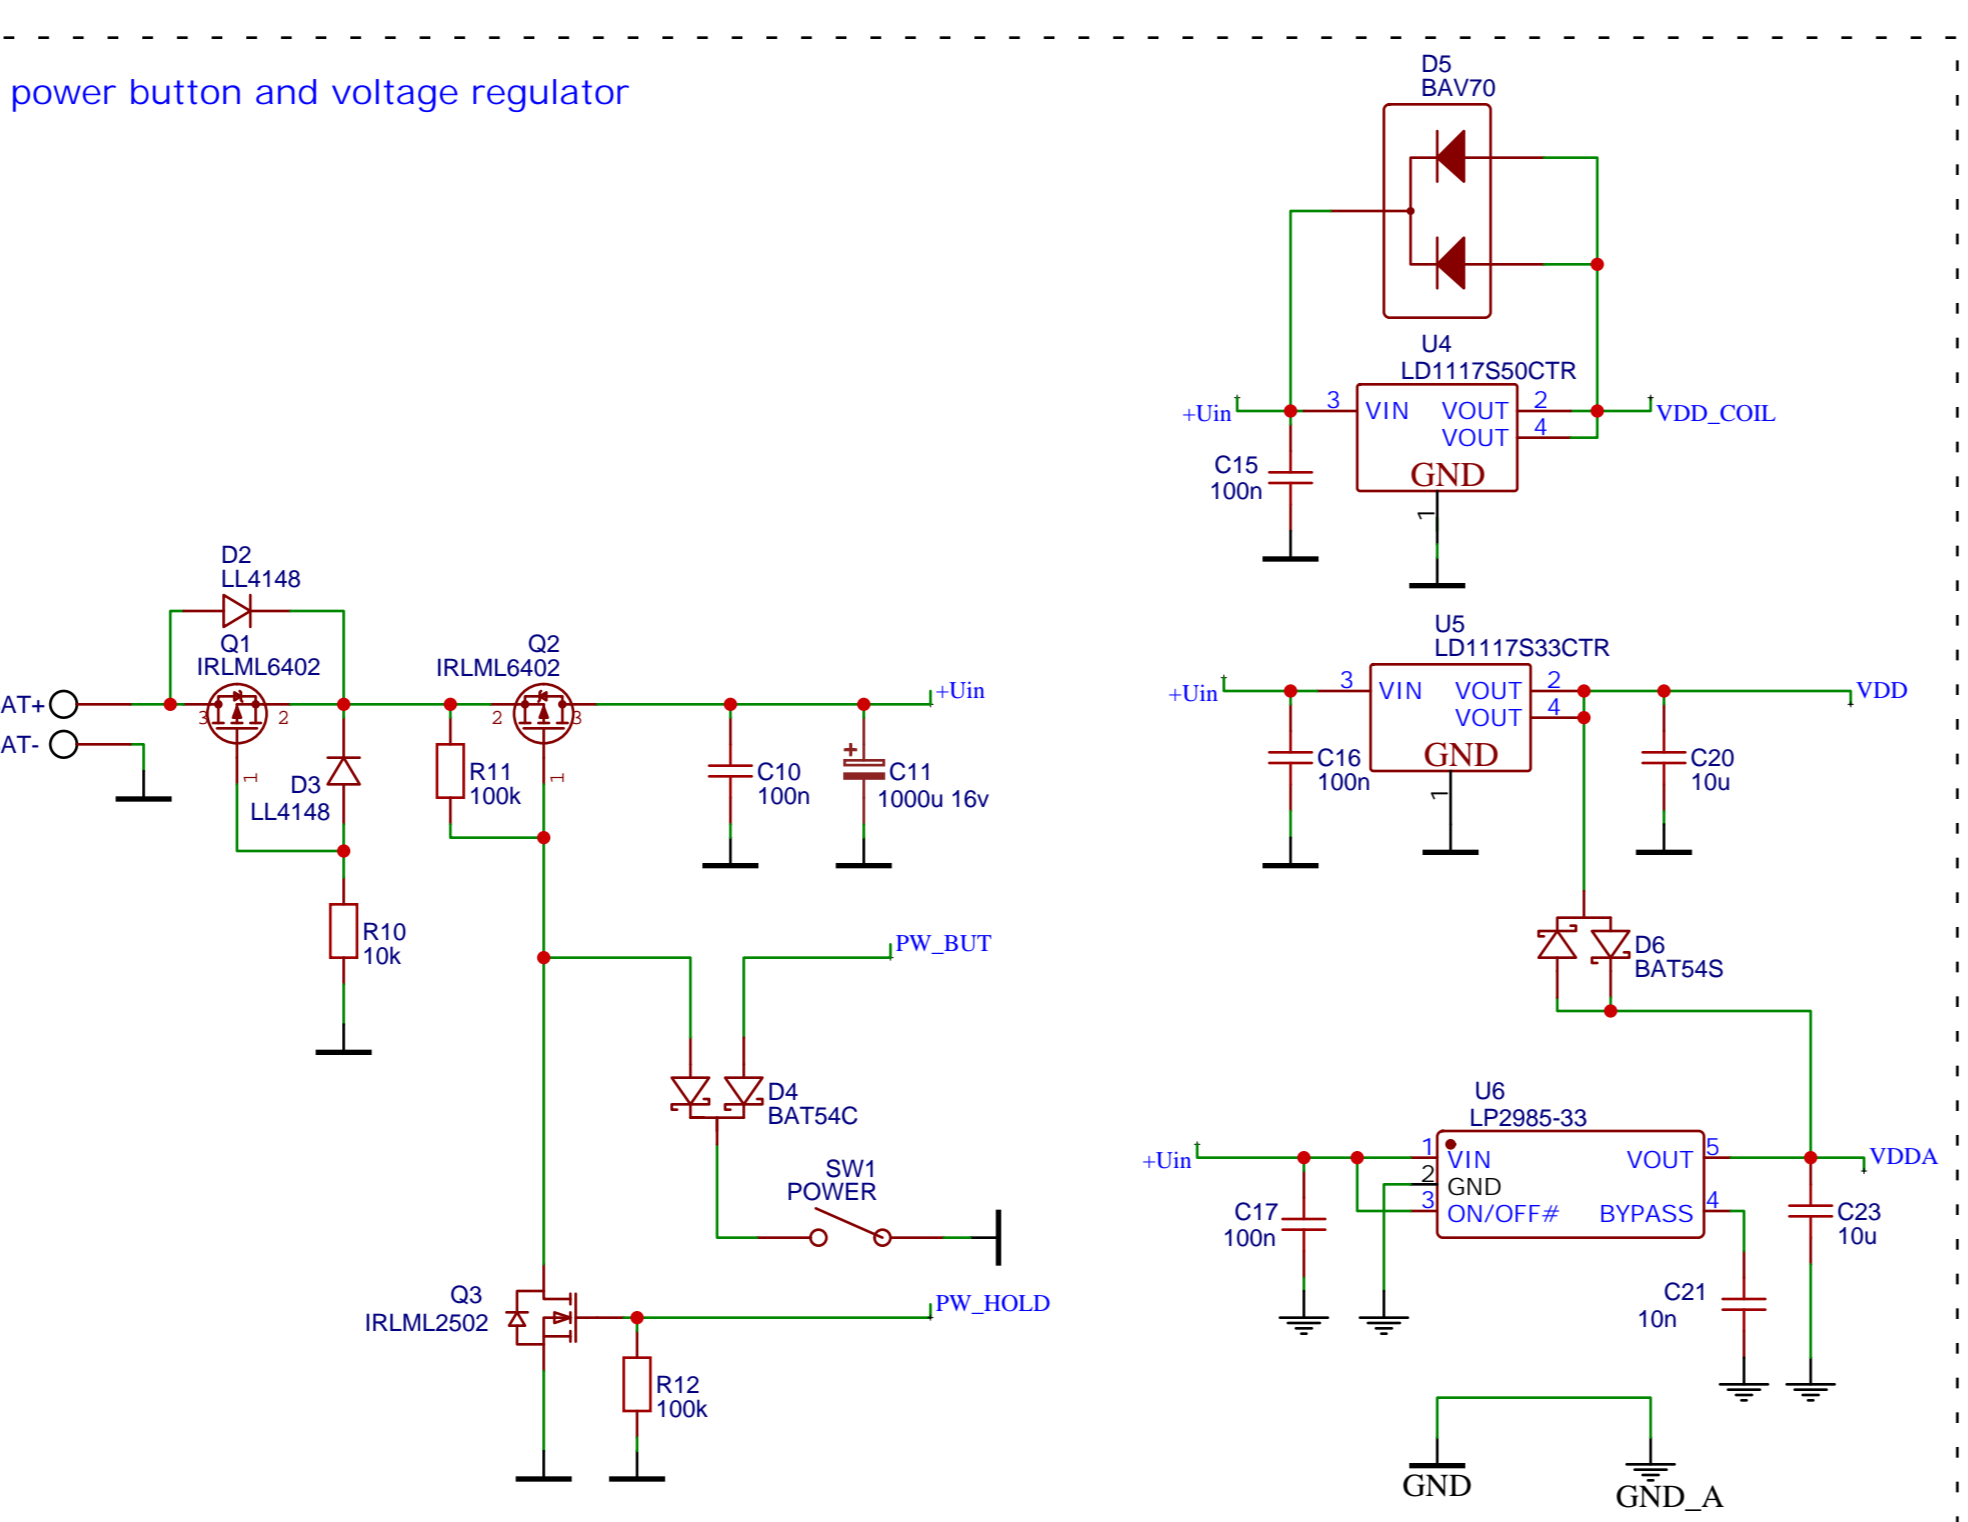 power button and voltage regulator
D5
BAV70
U4
LD1117S50CTR
+Uin
3
VIN
VOUT
2
VOUT
4
GND
1
VDD_COIL
C15
100n
D2
LL4148
Q1
IRLML6402
Q2
IRLML6402
AT+
3
2
2
3
+Uin
AT-
1
1
D3
LL4148
R11
100k
C10
100n
+
C11
1000u 16v
R10
10k
PW_BUT
D4
BAT54C
SW1
POWER
Q3
IRLML2502
PW_HOLD
R12
100k
U5
LD1117S33CTR
+Uin
3
VIN
VOUT
2
VOUT
4
GND
1
VDD
C16
100n
C20
10u
D6
BAT54S
U6
LP2985-33
+Uin
1
VIN
VOUT
5
VDDA
2
GND
3
ON/OFF#
BYPASS
4
C17
100n
C23
10u
C21
10n
GND
GND_A